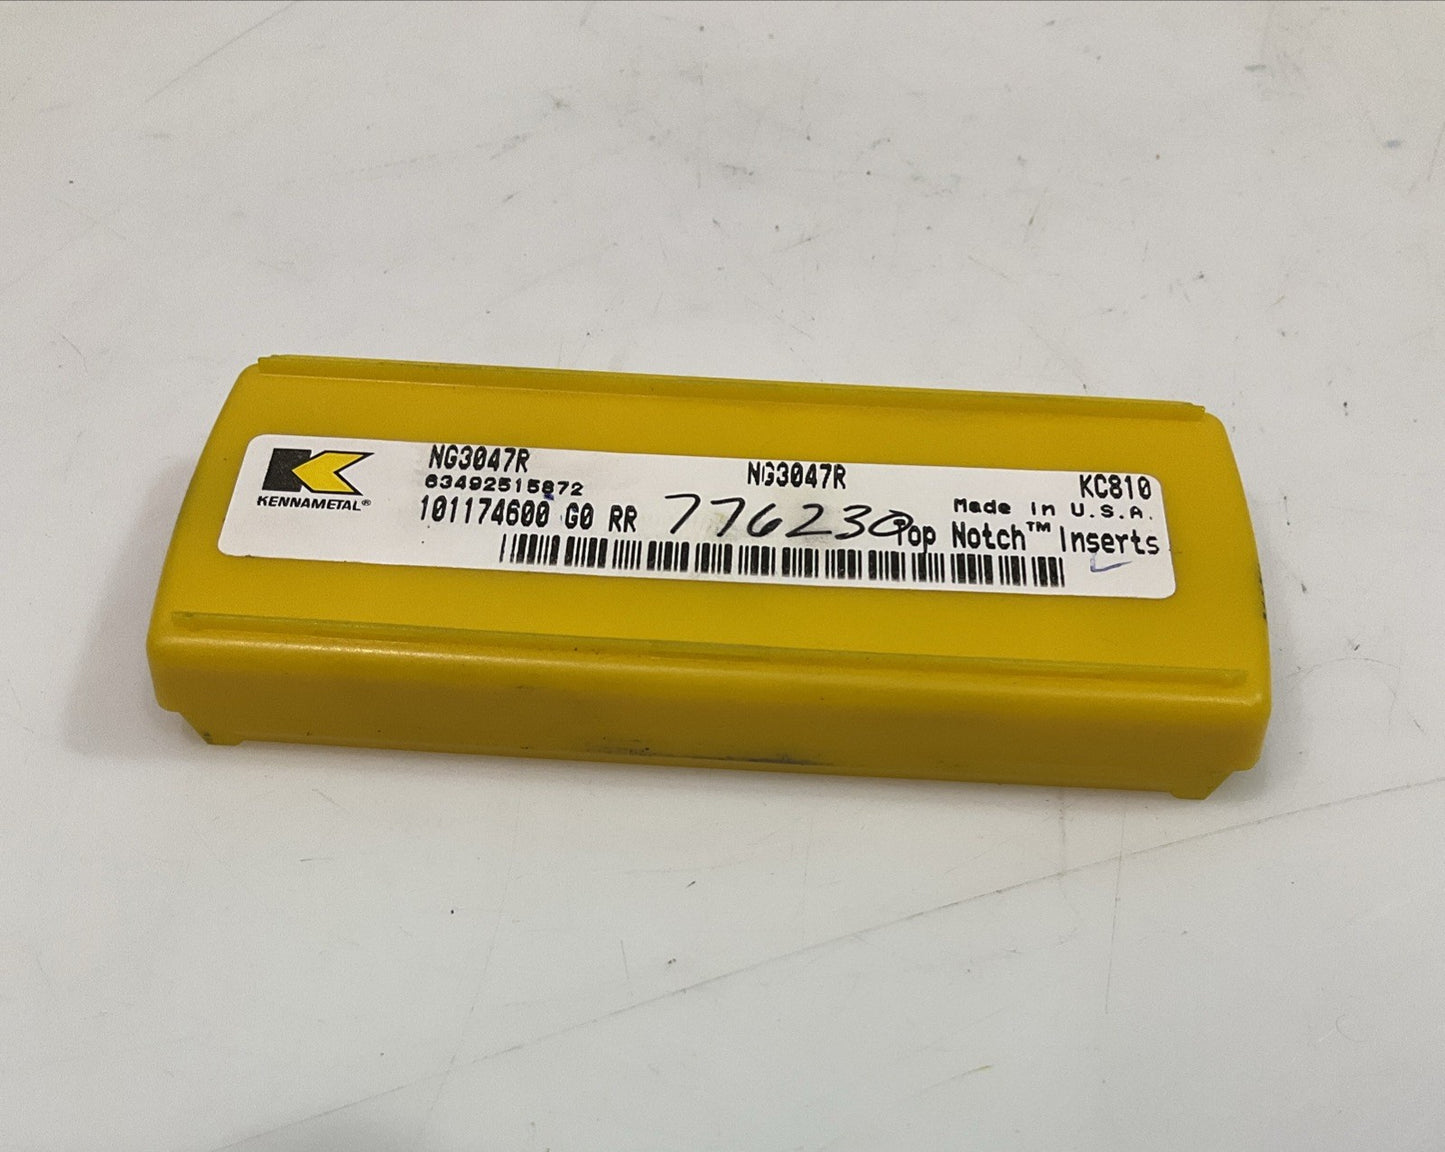 KENNAMETAL®
NG3047R
NG3047R
KC810
63492515872
Made in U.S.A.
101174600 G0 RR
776230
Top Notch™ Inserts